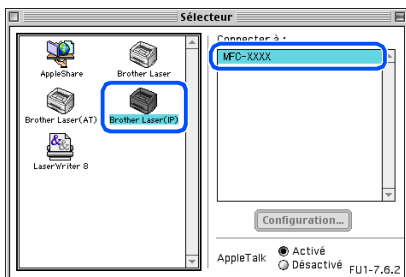 Sélecteur
Connecter à :
MFC-XXXX
AppleShare
Brother Laser
Brother Laser(AT)
Brother Laser(IP)
LaserWriter 8
Configuration...
AppleTalk
Activé
Désactivé
FU1-7.6.2